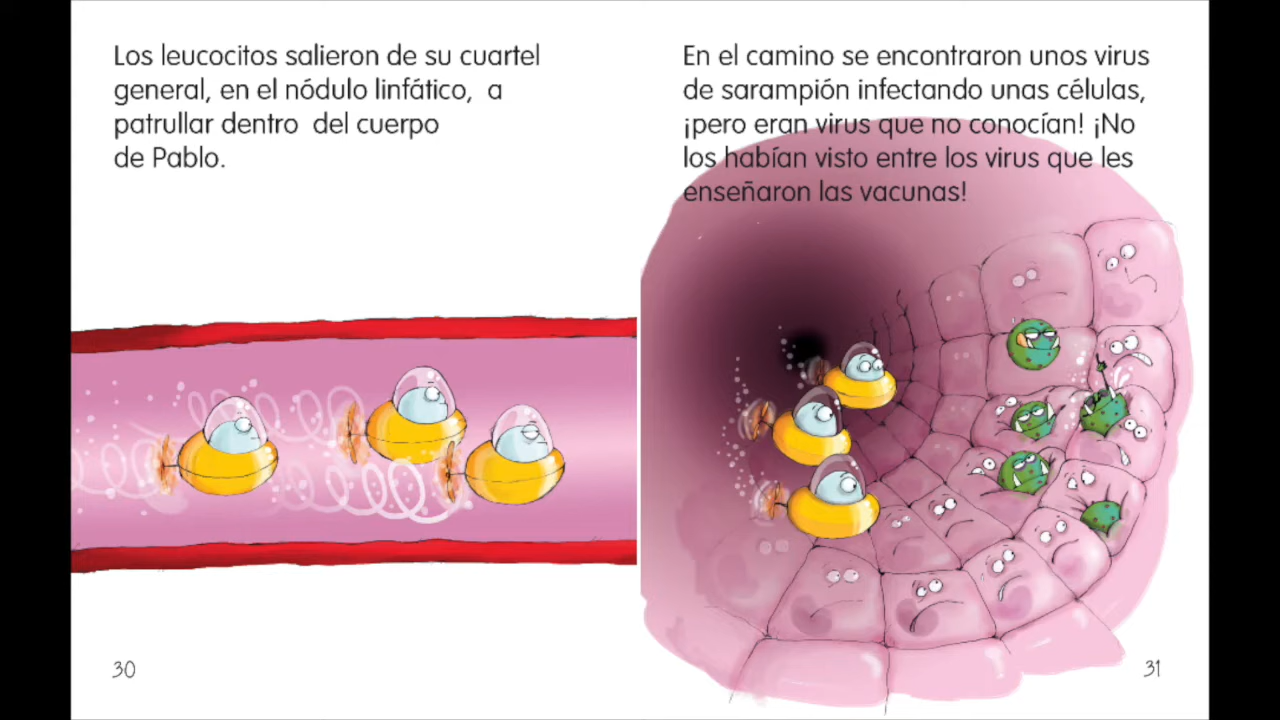 Los leucocitos salieron de su cuartel
general, en el nódulo linfático, a
patrullar dentro del cuerpo
de Pablo.
30
En el camino se encontraron unos virus
de sarampión infectando unas células,
¡pero eran virus que no conocían! ¡No
los habían visto entre los virus que les
enseñaron las vacunas!
31